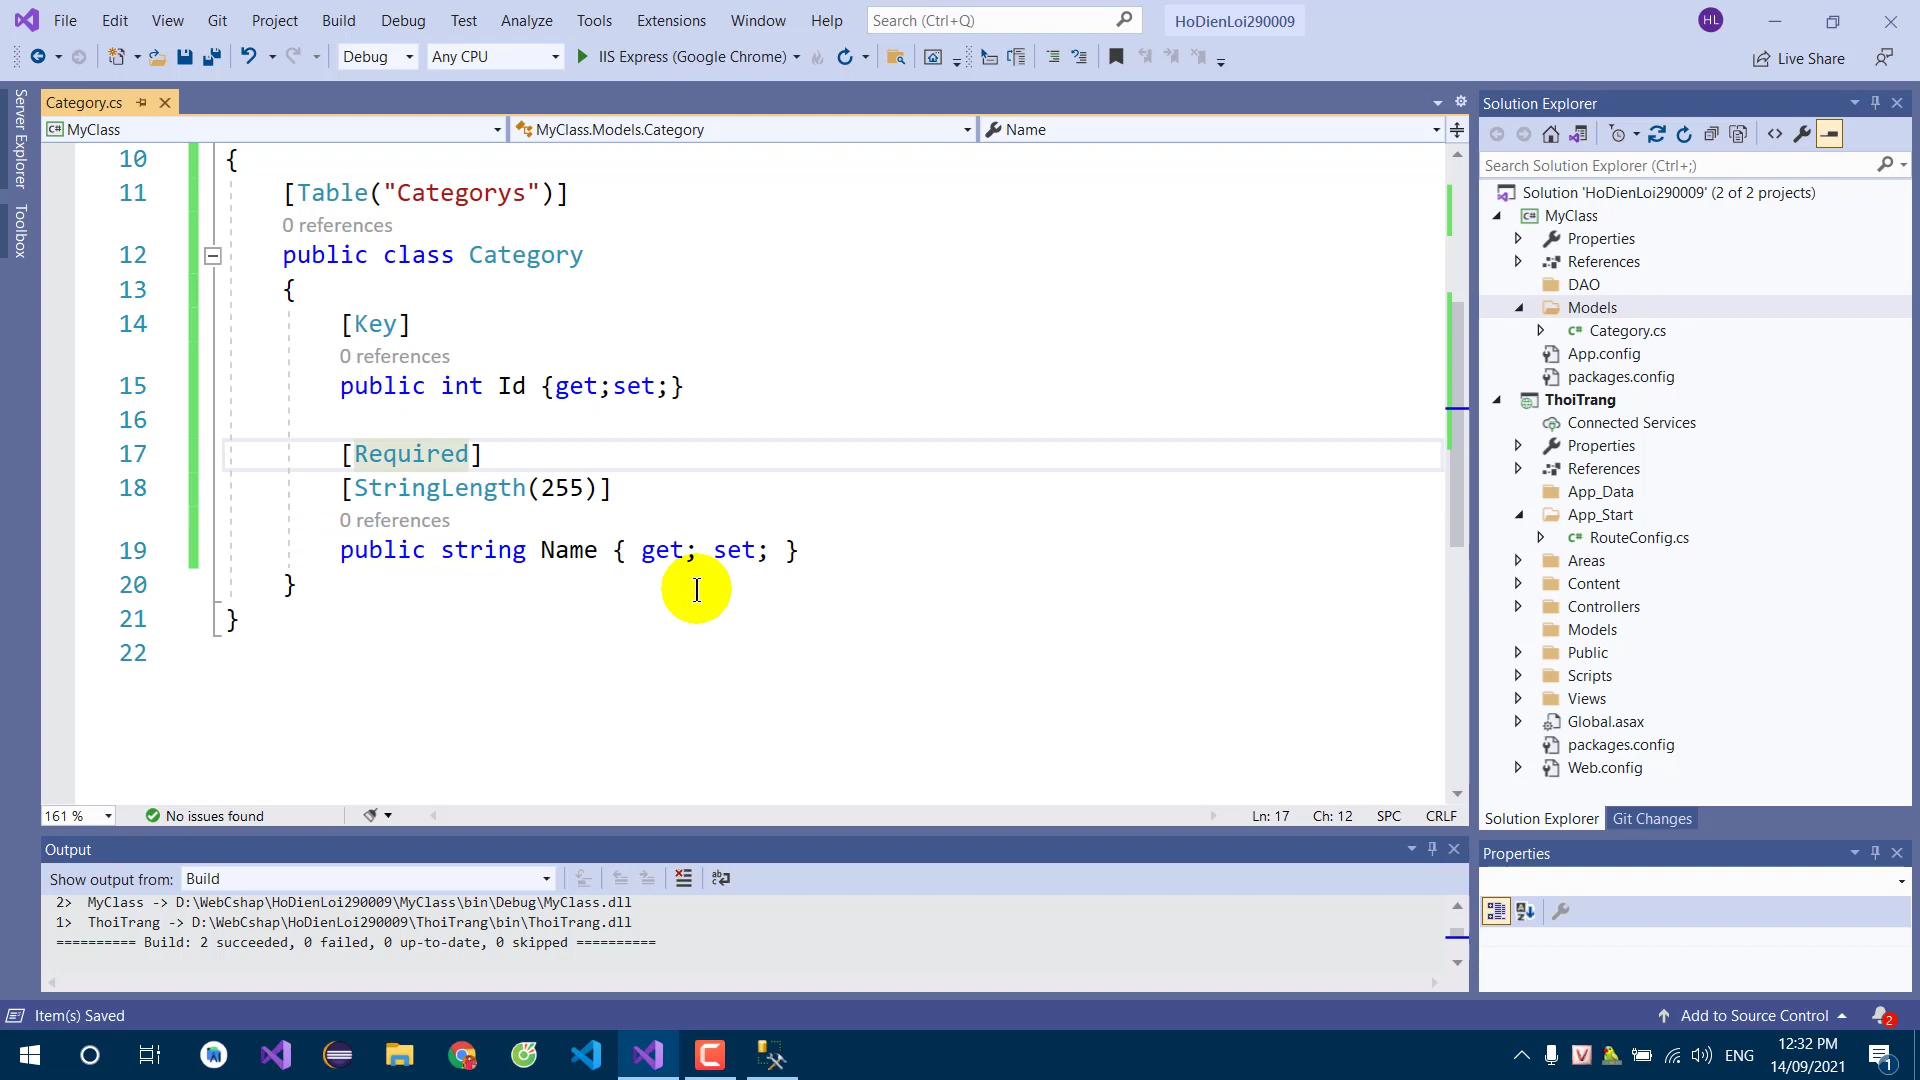 File Edit View Git Project Build Debug Test Analyze Tools Extensions Window Help Search (Ctrl+Q) HoDienLoi290009 HL
Debug Any CPU IIS Express (Google Chrome) Live Share
Server Explorer
Toolbox
Category.cs
MyClass MyClass.Models.Category Name
10 {
11 [Table("Categorys")]
0 references
12 public class Category
13 {
14 [Key]
0 references
15 public int Id {get;set;}
16
17 [Required]
18 [StringLength(255)]
0 references
19 public string Name { get; set; }
20 }
21 }
22
161 % No issues found Ln: 17 Ch: 12 SPC CRLF
Output
Show output from: Build
2> MyClass -> D:\WebCshap\HoDienLoi290009\MyClass\bin\Debug\MyClass.dll
1> ThoiTrang -> D:\WebCshap\HoDienLoi290009\ThoiTrang\bin\ThoiTrang.dll
========== Build: 2 succeeded, 0 failed, 0 up-to-date, 0 skipped ==========
Solution Explorer
Search Solution Explorer (Ctrl+;)
Solution 'HoDienLoi290009' (2 of 2 projects)
MyClass
Properties
References
DAO
Models
Category.cs
App.config
packages.config
ThoiTrang
Connected Services
Properties
References
App_Data
App_Start
RouteConfig.cs
Areas
Content
Controllers
Models
Public
Scripts
Views
Global.asax
packages.config
Web.config
Solution Explorer Git Changes
Properties
Item(s) Saved Add to Source Control 2
ENG 12:32 PM
14/09/2021 1